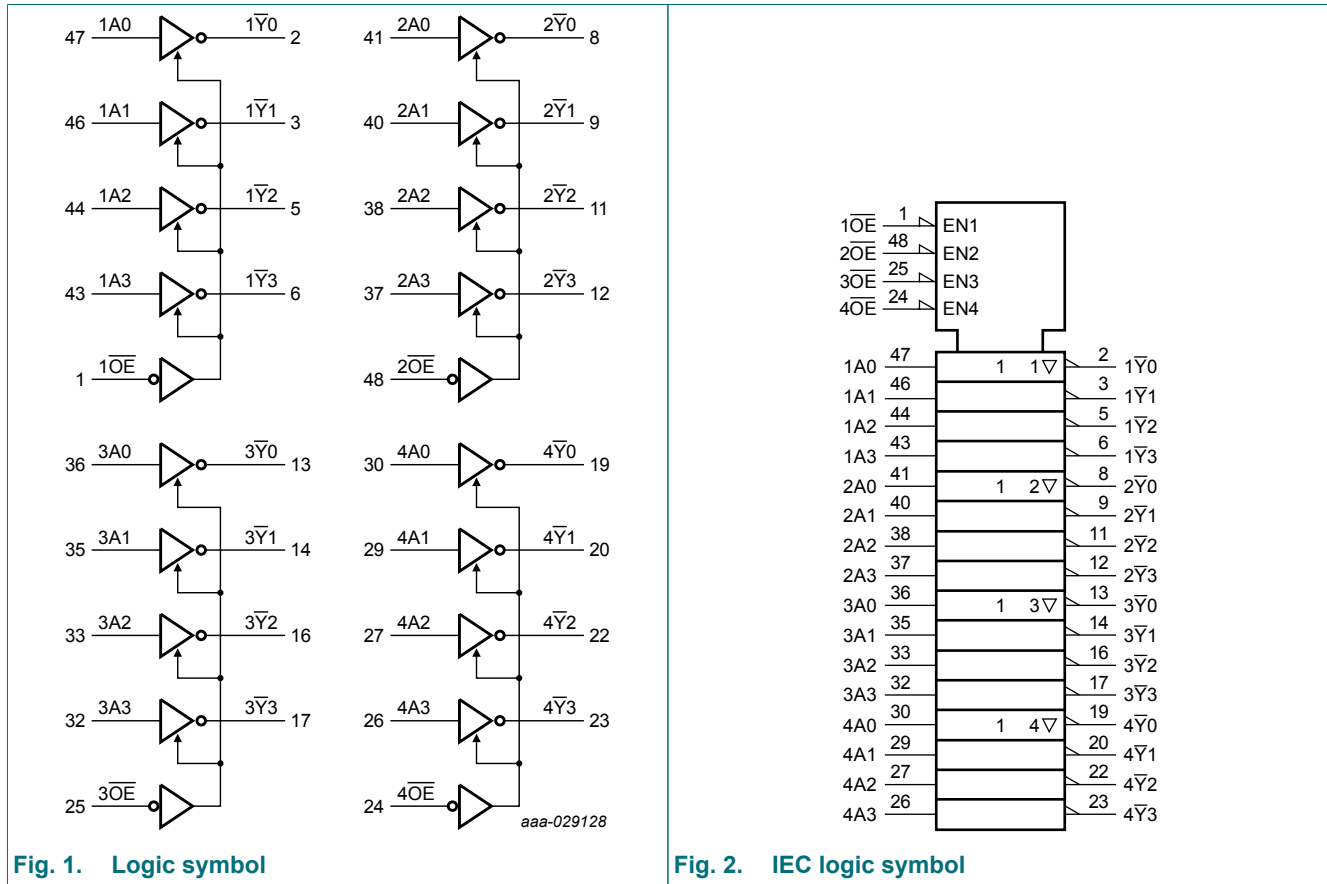 47 1A0 1Y̅0 2
46 1A1 1Y̅1 3
44 1A2 1Y̅2 5
43 1A3 1Y̅3 6
1 1O̅E̅
41 2A0 2Y̅0 8
40 2A1 2Y̅1 9
38 2A2 2Y̅2 11
37 2A3 2Y̅3 12
48 2O̅E̅
36 3A0 3Y̅0 13
35 3A1 3Y̅1 14
33 3A2 3Y̅2 16
32 3A3 3Y̅3 17
25 3O̅E̅
30 4A0 4Y̅0 19
29 4A1 4Y̅1 20
27 4A2 4Y̅2 22
26 4A3 4Y̅3 23
24 4O̅E̅
aaa-029128
Fig. 1. Logic symbol
1O̅E̅ 1 EN1
2O̅E̅ 48 EN2
3O̅E̅ 25 EN3
4O̅E̅ 24 EN4
1A0 47 1 1▽ 2 1Y̅0
1A1 46 3 1Y̅1
1A2 44 5 1Y̅2
1A3 43 6 1Y̅3
2A0 41 1 2▽ 8 2Y̅0
2A1 40 9 2Y̅1
2A2 38 11 2Y̅2
2A3 37 12 2Y̅3
3A0 36 1 3▽ 13 3Y̅0
3A1 35 14 3Y̅1
3A2 33 16 3Y̅2
3A3 32 17 3Y̅3
4A0 30 1 4▽ 19 4Y̅0
4A1 29 20 4Y̅1
4A2 27 22 4Y̅2
4A3 26 23 4Y̅3
Fig. 2. IEC logic symbol